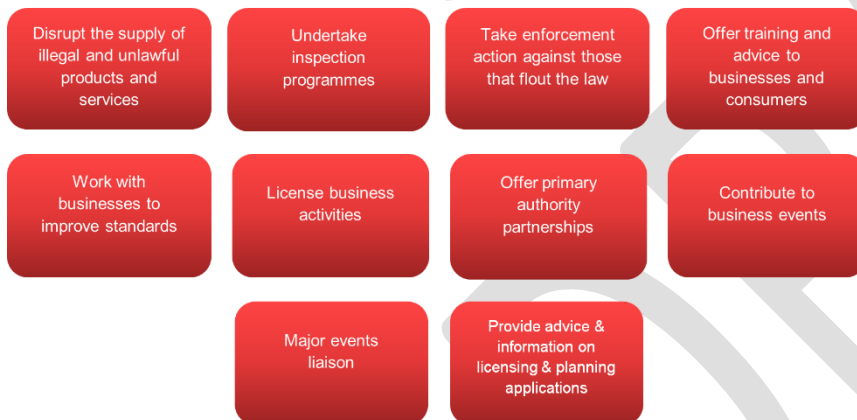 Disrupt the supply of
illegal and unlawful
products and
services
Undertake
inspection
programmes
Take enforcement
action against those
that flout the law
Offer training and
advice to
businesses and
consumers
Work with
businesses to
improve standards
License business
activities
Offer primary
authority
partnerships
Contribute to
business events
Major events
liaison
Provide advice &
information on
licensing & planning
applications